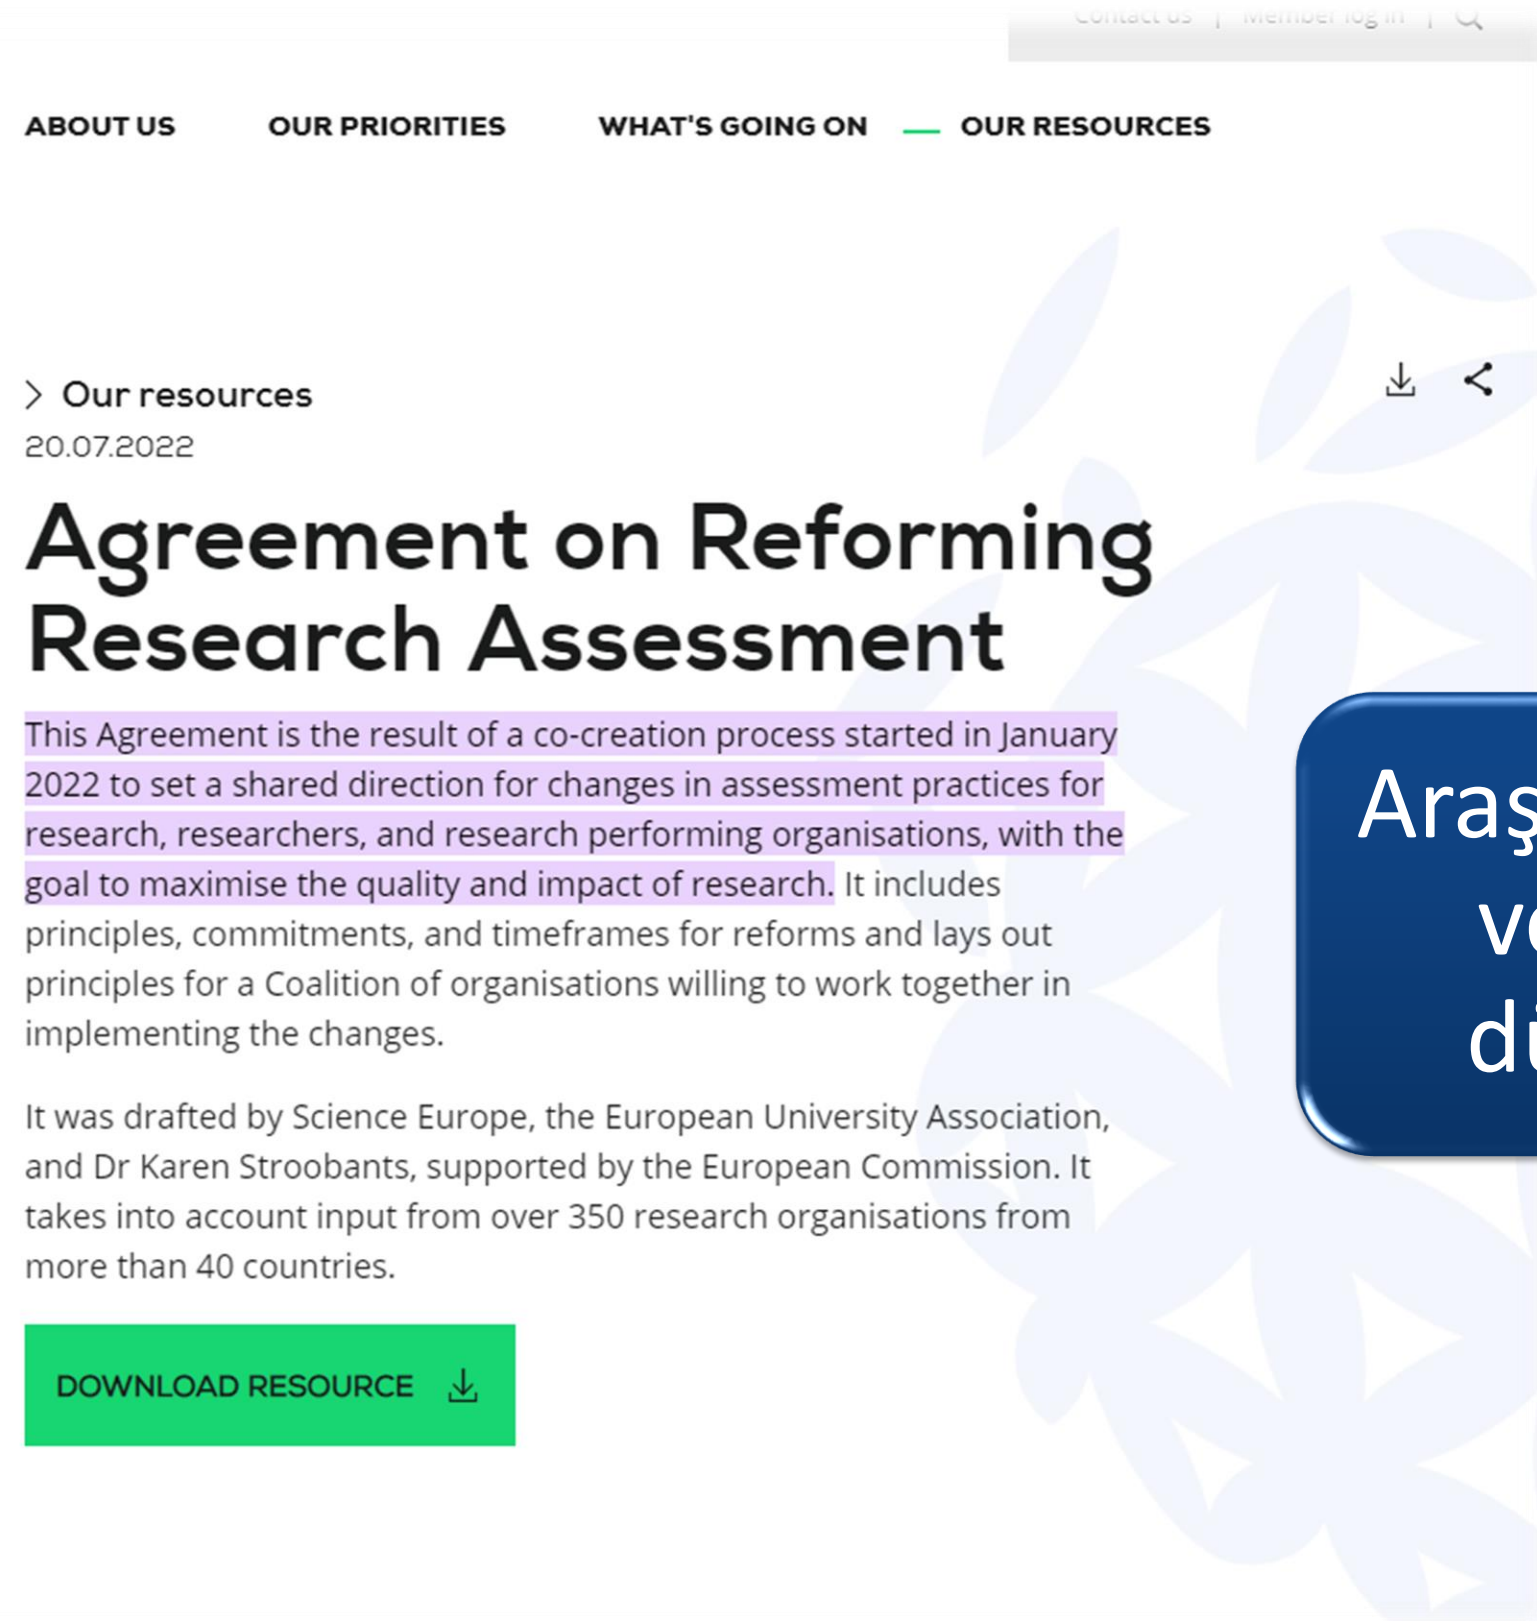 Contact us | Member log in |
ABOUT US OUR PRIORITIES WHAT'S GOING ON OUR RESOURCES
> Our resources
20.07.2022
Agreement on Reforming
Research Assessment
This Agreement is the result of a co-creation process started in January
2022 to set a shared direction for changes in assessment practices for
research, researchers, and research performing organisations, with the
goal to maximise the quality and impact of research. It includes
principles, commitments, and timeframes for reforms and lays out
principles for a Coalition of organisations willing to work together in
implementing the changes.
It was drafted by Science Europe, the European University Association,
and Dr Karen Stroobants, supported by the European Commission. It
takes into account input from over 350 research organisations from
more than 40 countries.
DOWNLOAD RESOURCE